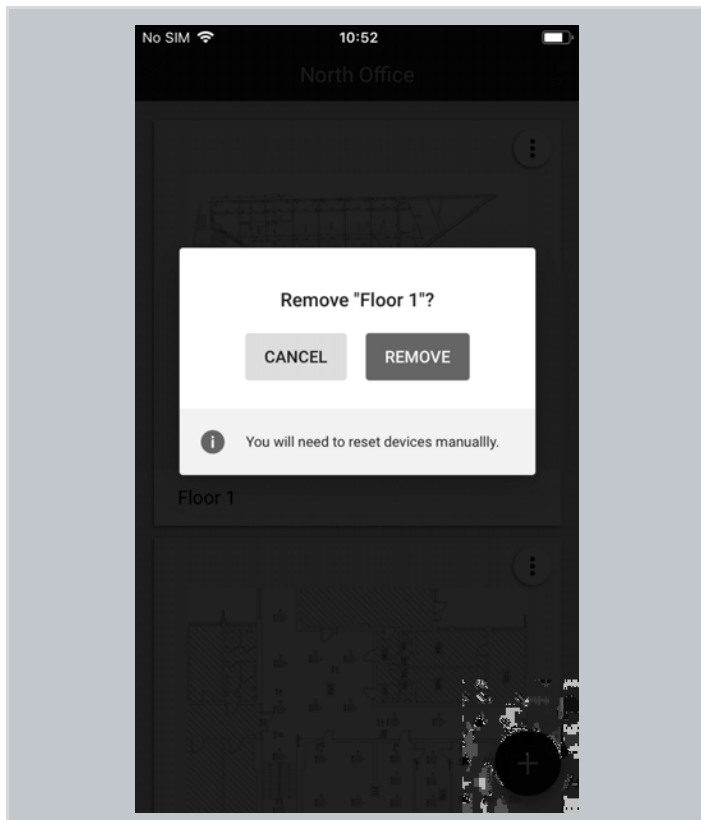 No SIM 10:52
North Office
Remove "Floor 1"?
CANCEL REMOVE
You will need to reset devices manuallly.
Floor 1